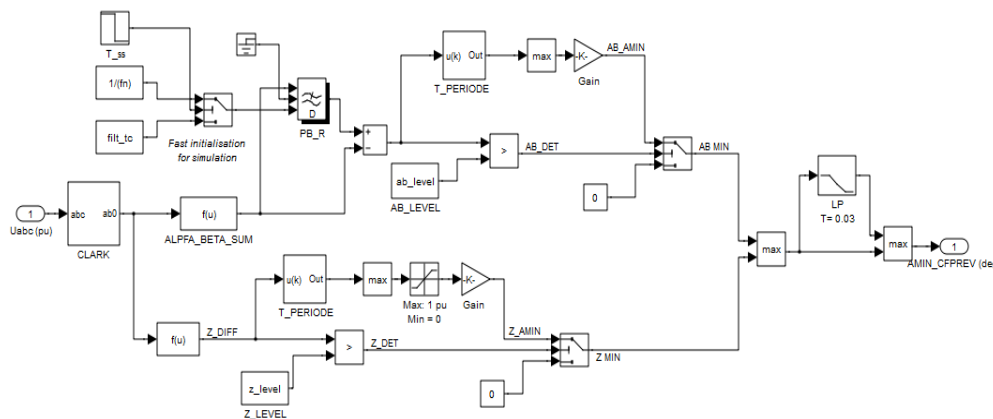 T_ss
1/(fn)
filt_tc
Fast initialisation
for simulation
D
PB_R
+
−
u(k) Out
T_PERIODE
max
-K-
Gain
AB_AMIN
ab_level
AB_LEVEL
>
AB_DET
0
AB MIN
1
Uabc (pu)
abc ab0
CLARK
f(u)
ALPFA_BETA_SUM
max
LP
T= 0.03
max
1
AMIN_CFPREV (de
u(k) Out
T_PERIODE
max
Max: 1 pu
Min = 0
-K-
Gain
Z_AMIN
f(u)
Z_DIFF
z_level
Z_LEVEL
>
Z_DET
0
Z MIN